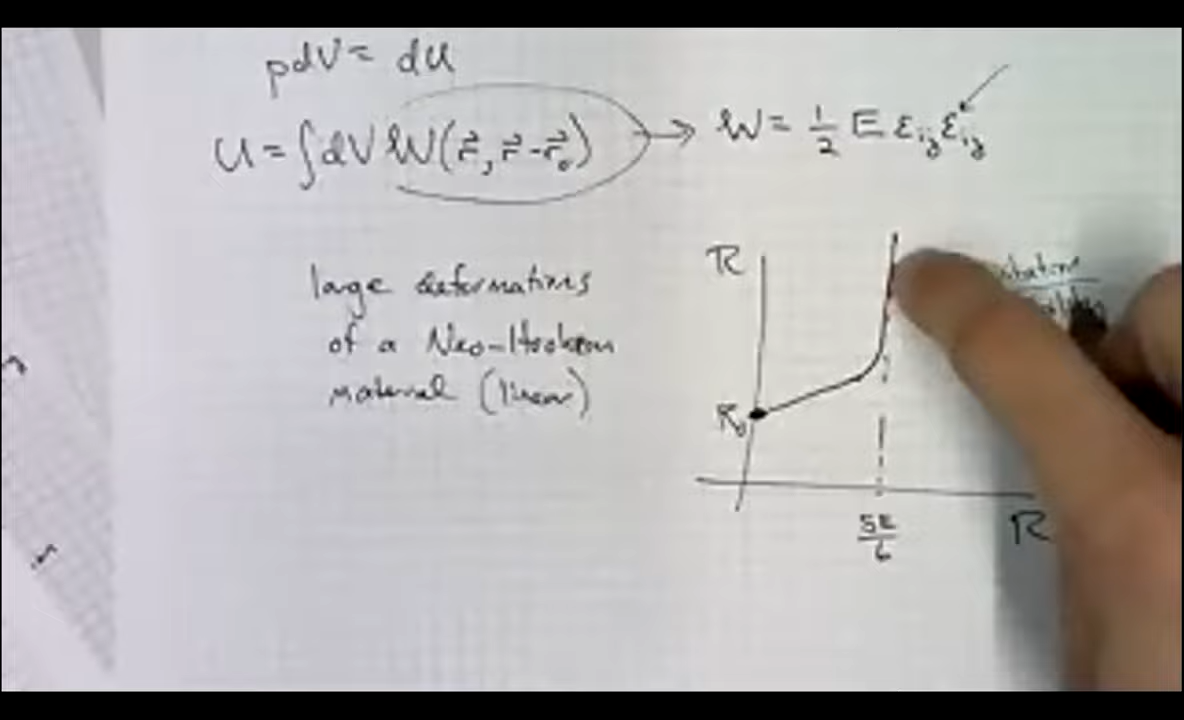 pdV = dU
U = ∫dV W(r⃗, r⃗-r⃗₀) → W = 1/2 E εᵢⱼ εᵢⱼ
large deformations
of a Neo-Hookean
material (linear)
R
R₀
5E/6
R